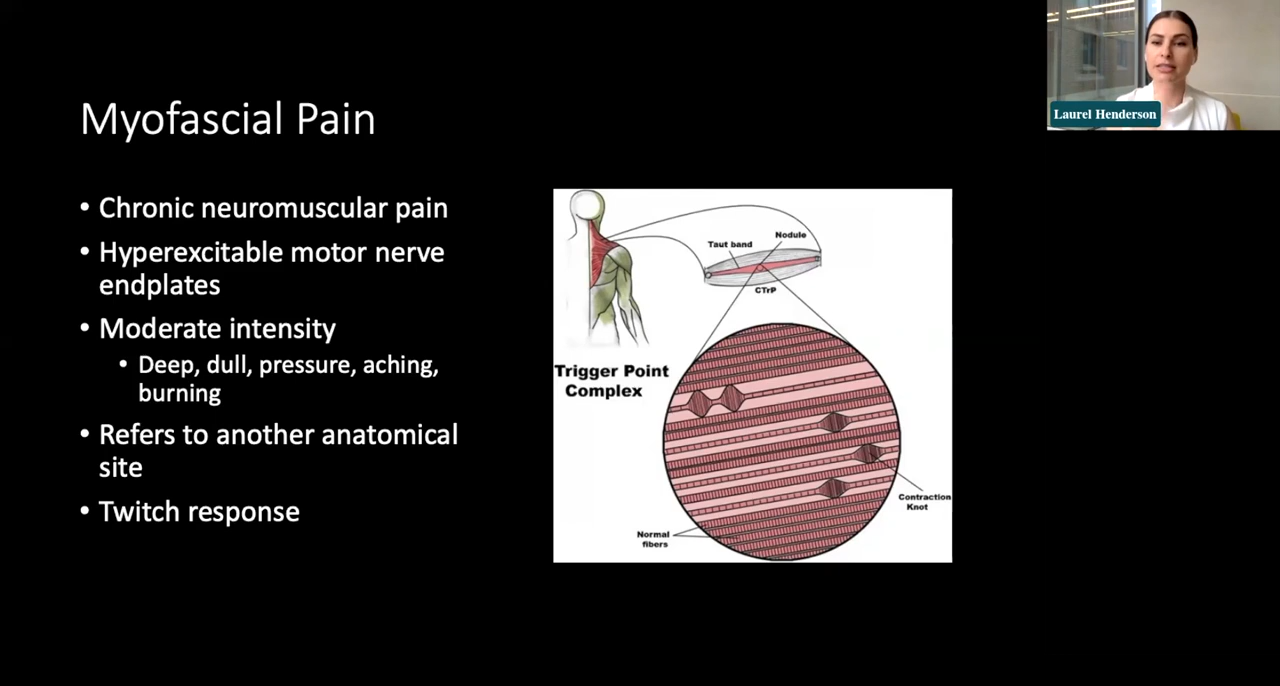 Myofascial Pain
Laurel Henderson
• Chronic neuromuscular pain
• Hyperexcitable motor nerve
endplates
• Moderate intensity
• Deep, dull, pressure, aching,
burning
• Refers to another anatomical
site
• Twitch response
Nodule
Taut band
CTrP
Trigger Point
Complex
Contraction
Knot
Normal
fibers